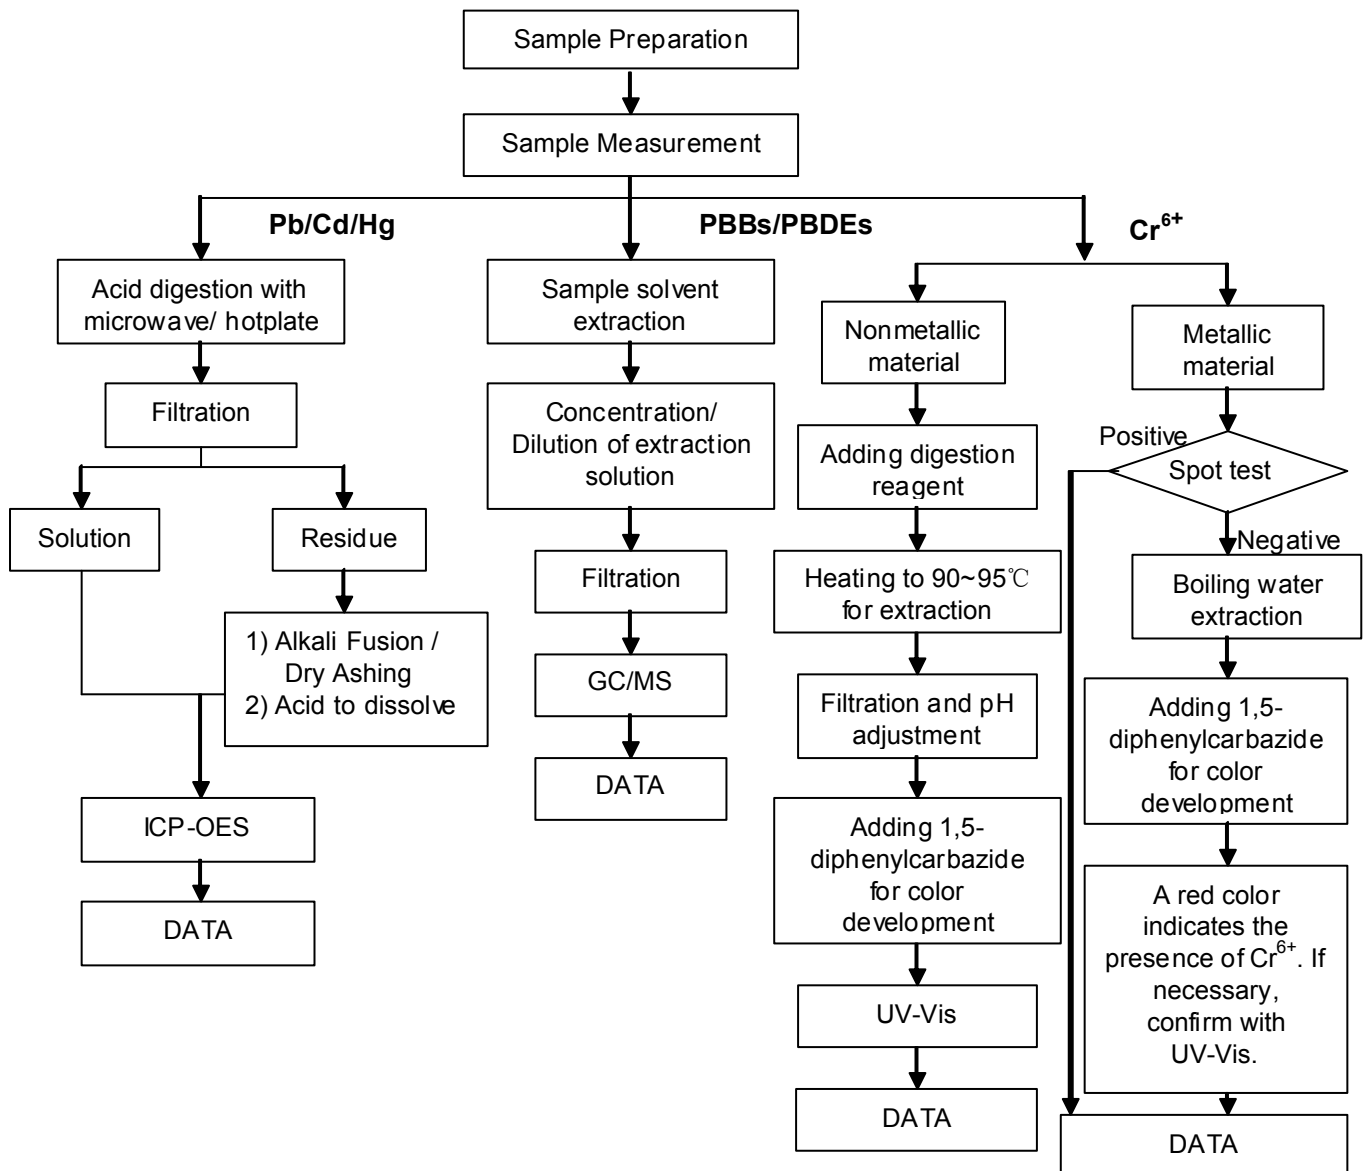 Sample Preparation
Sample Measurement
Pb/Cd/Hg
Acid digestion with
microwave/ hotplate
Filtration
Solution
Residue
1) Alkali Fusion /
Dry Ashing
2) Acid to dissolve
ICP-OES
DATA
PBBs/PBDEs
Sample solvent
extraction
Concentration/
Dilution of extraction
solution
Filtration
GC/MS
DATA
Cr⁶⁺
Nonmetallic
material
Adding digestion
reagent
Heating to 90~95℃
for extraction
Filtration and pH
adjustment
Adding 1,5-
diphenylcarbazide
for color
development
UV-Vis
DATA
Metallic
material
Positive
Spot test
Negative
Boiling water
extraction
Adding 1,5-
diphenylcarbazide
for color
development
A red color
indicates the
presence of Cr⁶⁺. If
necessary,
confirm with
UV-Vis.
DATA